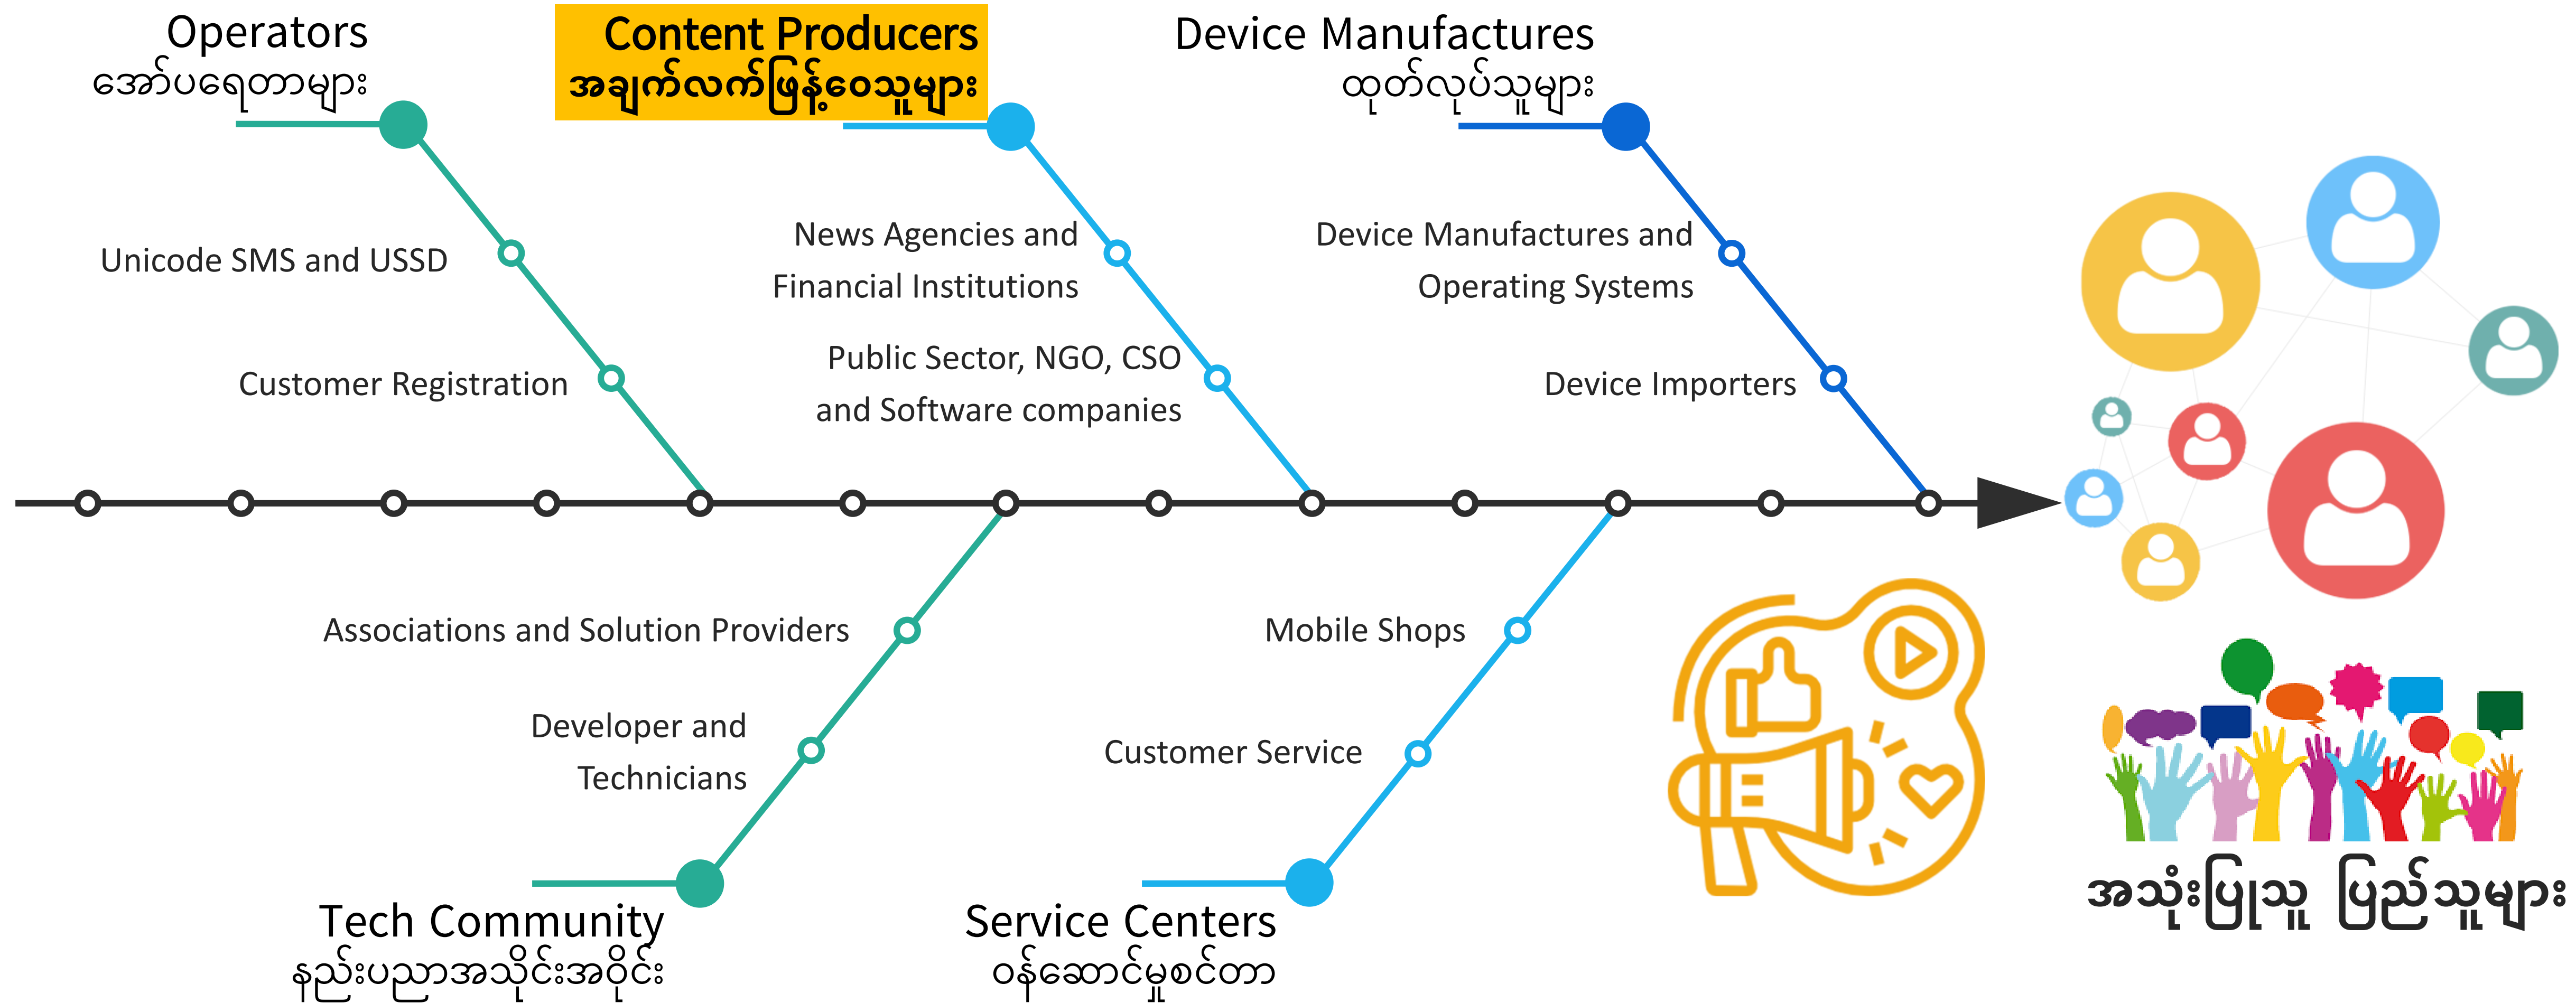 Operators
အော်ပရေတာများ
Content Producers
အချက်လက်ဖြန့်ဝေသူများ
Device Manufactures
ထုတ်လုပ်သူများ
Unicode SMS and USSD
Customer Registration
News Agencies and
Financial Institutions
Public Sector, NGO, CSO
and Software companies
Device Manufactures and
Operating Systems
Device Importers
Associations and Solution Providers
Developer and
Technicians
Mobile Shops
Customer Service
Tech Community
နည်းပညာအသိုင်းအဝိုင်း
Service Centers
ဝန်ဆောင်မှုစင်တာ
အသုံးပြုသူ ပြည်သူများ